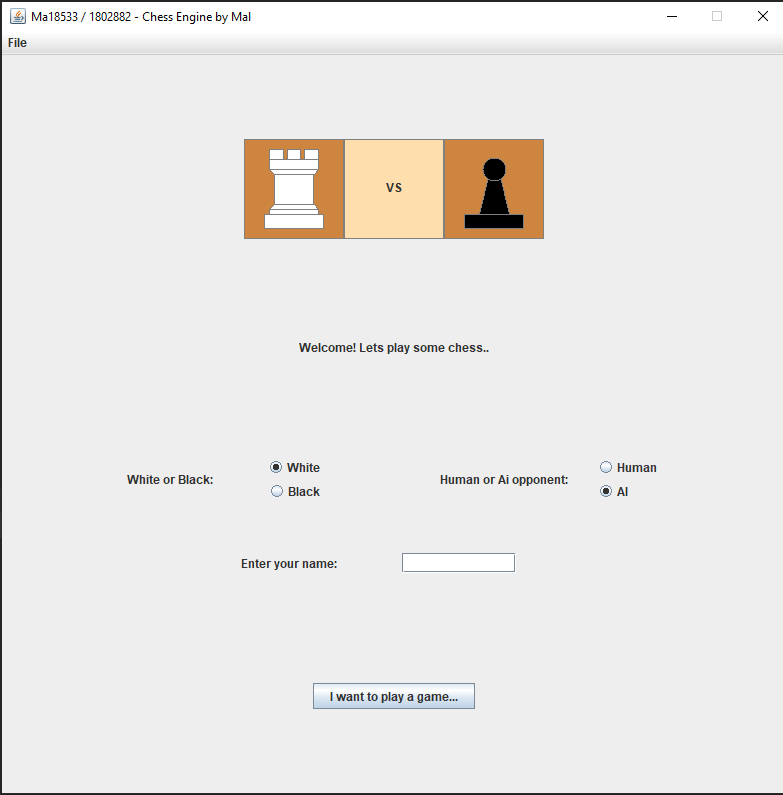 Ma18533 / 1802882 - Chess Engine by Mal
File
VS
Welcome! Lets play some chess..
White or Black:
White
Black
Human or Ai opponent:
Human
AI
Enter your name:
I want to play a game...